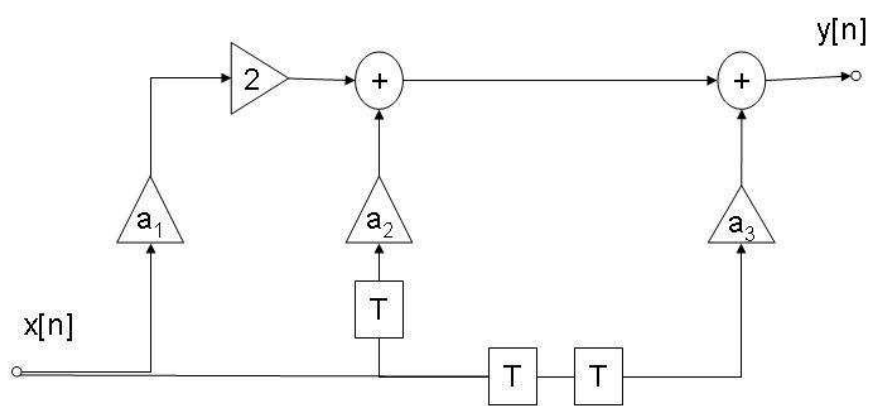 y[n]
2
+
+
a₁
a₂
a₃
T
x[n]
T
T